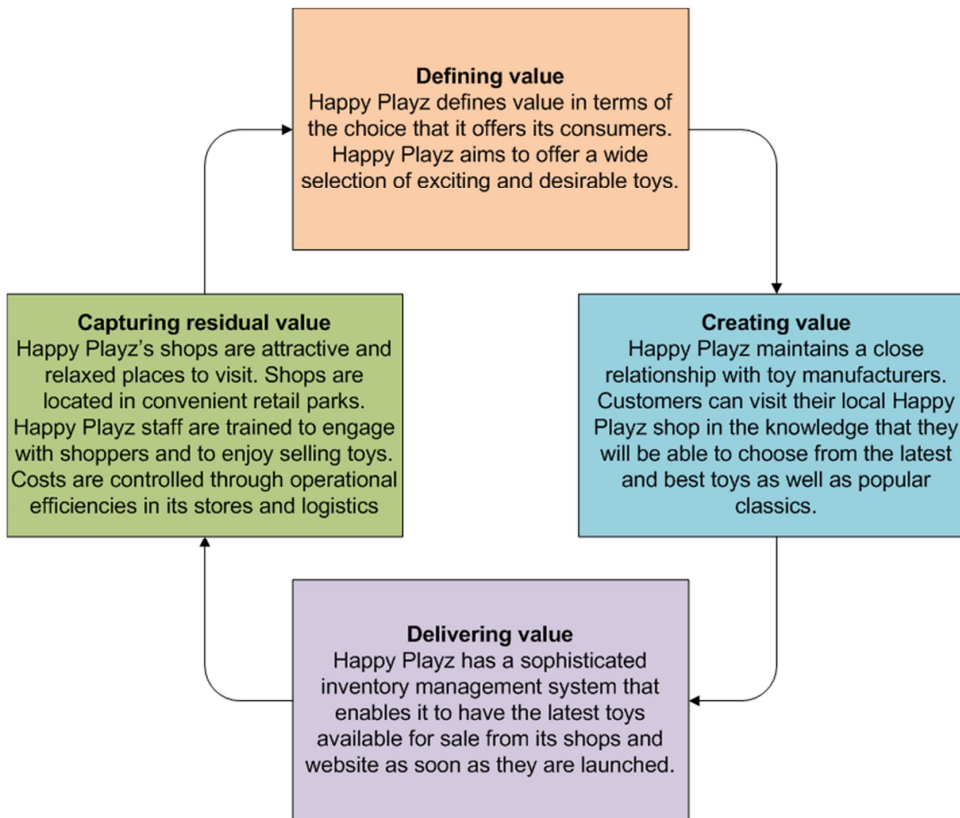 Defining value
Happy Playz defines value in terms of
the choice that it offers its consumers.
Happy Playz aims to offer a wide
selection of exciting and desirable toys.
Capturing residual value
Happy Playz’s shops are attractive and
relaxed places to visit. Shops are
located in convenient retail parks.
Happy Playz staff are trained to engage
with shoppers and to enjoy selling toys.
Costs are controlled through operational
efficiencies in its stores and logistics
Creating value
Happy Playz maintains a close
relationship with toy manufacturers.
Customers can visit their local Happy
Playz shop in the knowledge that they
will be able to choose from the latest
and best toys as well as popular
classics.
Delivering value
Happy Playz has a sophisticated
inventory management system that
enables it to have the latest toys
available for sale from its shops and
website as soon as they are launched.